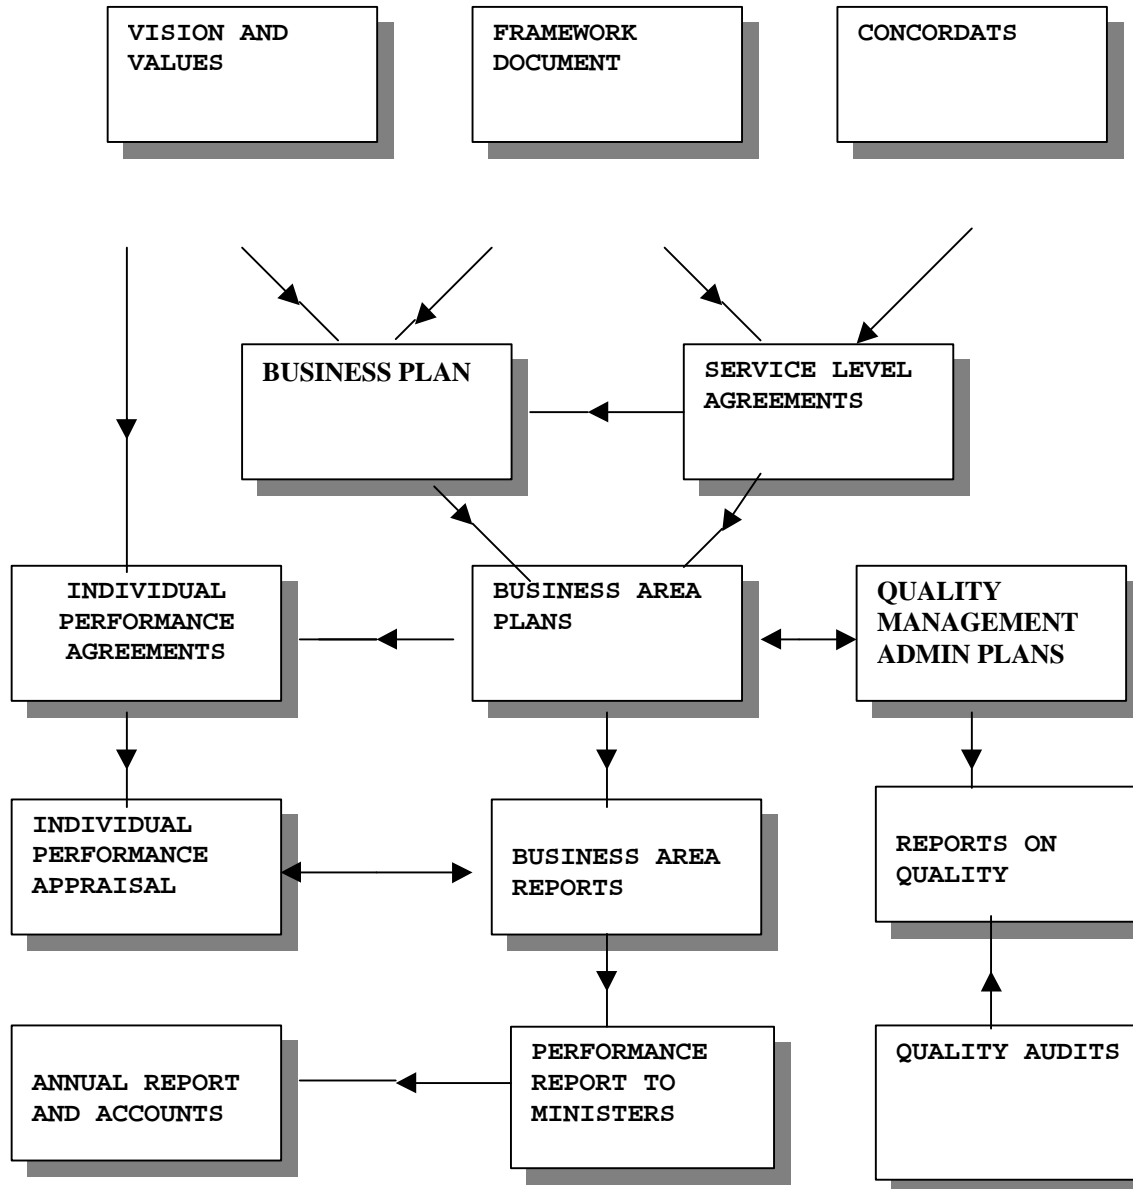 VISION AND
VALUES
FRAMEWORK
DOCUMENT
CONCORDATS
BUSINESS PLAN
SERVICE LEVEL
AGREEMENTS
INDIVIDUAL
PERFORMANCE
AGREEMENTS
BUSINESS AREA
PLANS
QUALITY
MANAGEMENT
ADMIN PLANS
INDIVIDUAL
PERFORMANCE
APPRAISAL
BUSINESS AREA
REPORTS
REPORTS ON
QUALITY
ANNUAL REPORT
AND ACCOUNTS
PERFORMANCE
REPORT TO
MINISTERS
QUALITY AUDITS